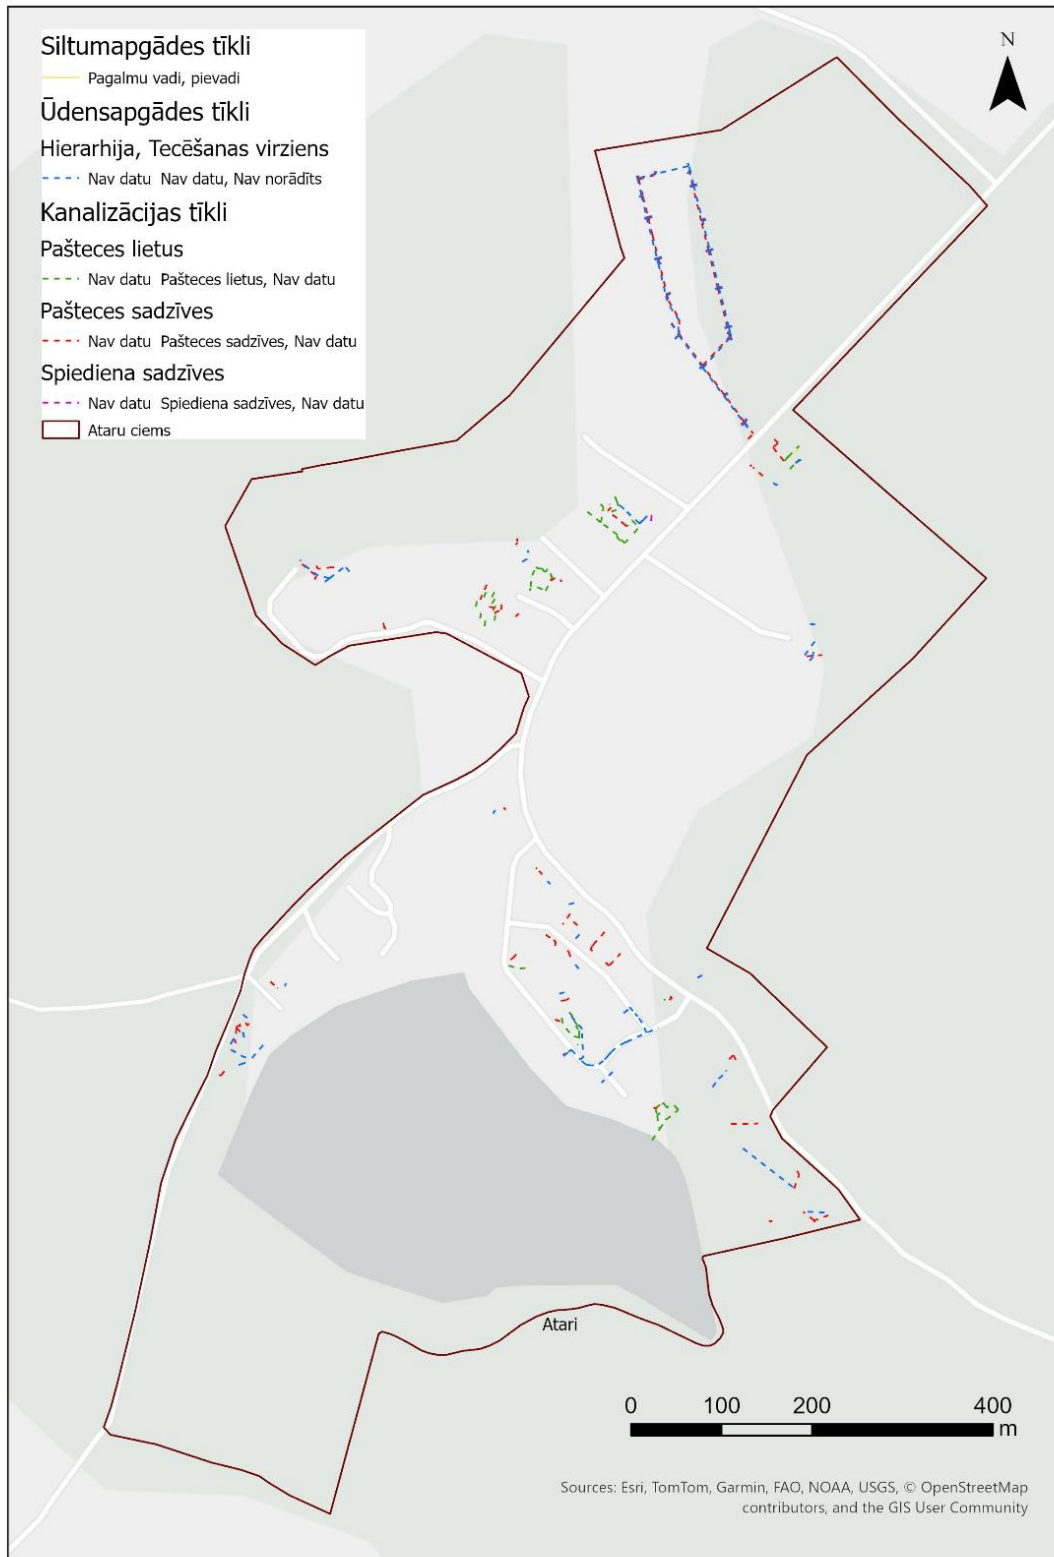 Siltumapgādes tīkli
Pagalmu vadi, pievadi
Ūdensapgādes tīkli
Hierarhija, Tecēšanas virziens
Nav datu Nav datu, Nav norādīts
Kanalizācijas tīkli
Pašteces lietus
Nav datu Pašteces lietus, Nav datu
Pašteces sadzīves
Nav datu Pašteces sadzīves, Nav datu
Spiediena sadzīves
Nav datu Spiediena sadzīves, Nav datu
Ataru ciems
N
Atari
0 100 200 400
m
Sources: Esri, TomTom, Garmin, FAO, NOAA, USGS, © OpenStreetMap
contributors, and the GIS User Community